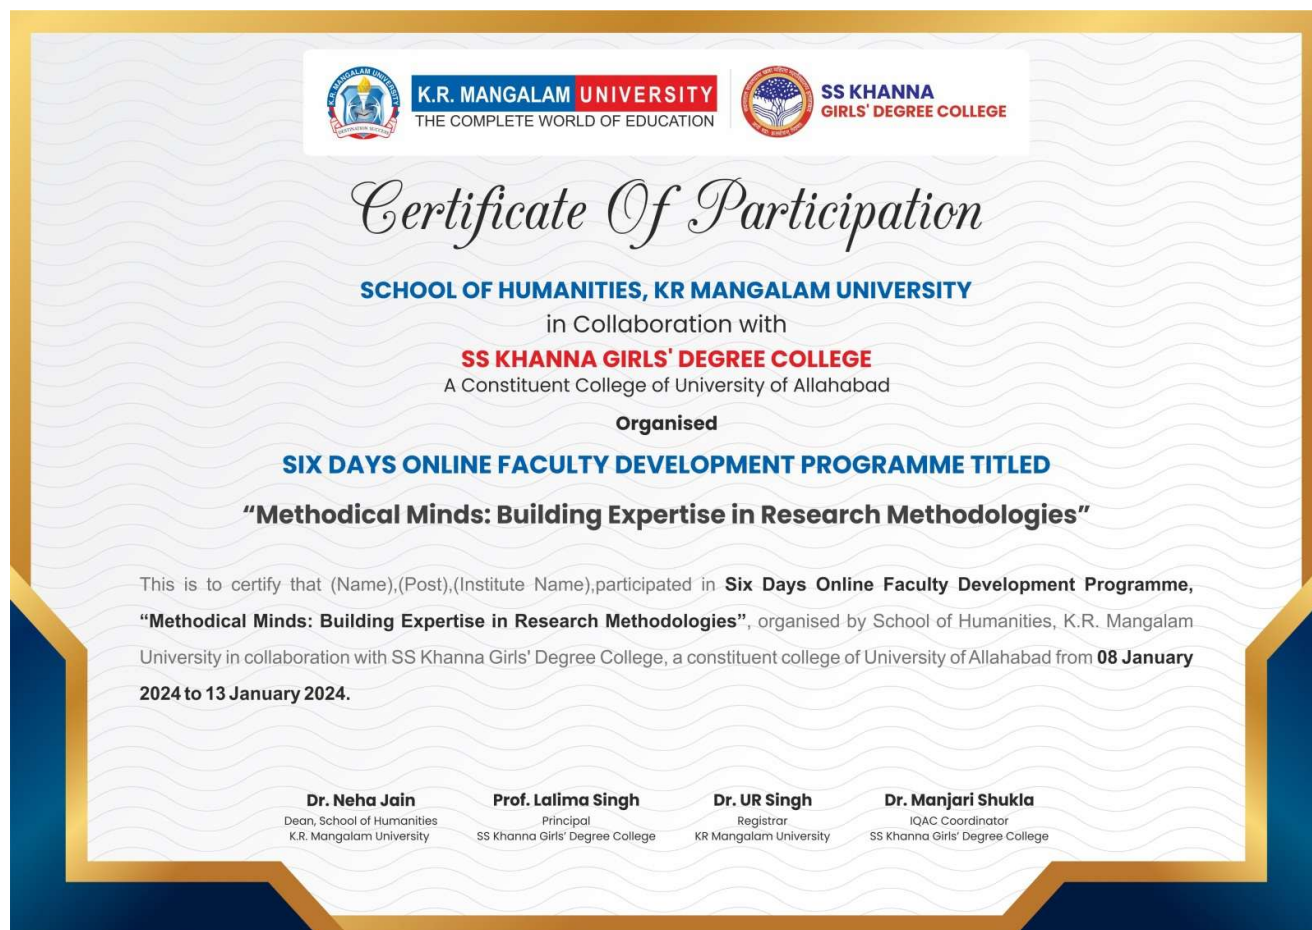 K.R. MANGALAM UNIVERSITY
DESTINATION SUCCESS
K.R. MANGALAM UNIVERSITY
THE COMPLETE WORLD OF EDUCATION
SS KHANNA
GIRLS' DEGREE COLLEGE
Certificate Of Participation
SCHOOL OF HUMANITIES, KR MANGALAM UNIVERSITY
in Collaboration with
SS KHANNA GIRLS' DEGREE COLLEGE
A Constituent College of University of Allahabad
Organised
SIX DAYS ONLINE FACULTY DEVELOPMENT PROGRAMME TITLED
“Methodical Minds: Building Expertise in Research Methodologies”
This is to certify that (Name),(Post),(Institute Name),participated in Six Days Online Faculty Development Programme,
“Methodical Minds: Building Expertise in Research Methodologies”, organised by School of Humanities, K.R. Mangalam
University in collaboration with SS Khanna Girls' Degree College, a constituent college of University of Allahabad from 08 January
2024 to 13 January 2024.
Dr. Neha Jain
Dean, School of Humanities
K.R. Mangalam University
Prof. Lalima Singh
Principal
SS Khanna Girls’ Degree College
Dr. UR Singh
Registrar
KR Mangalam University
Dr. Manjari Shukla
IQAC Coordinator
SS Khanna Girls’ Degree College